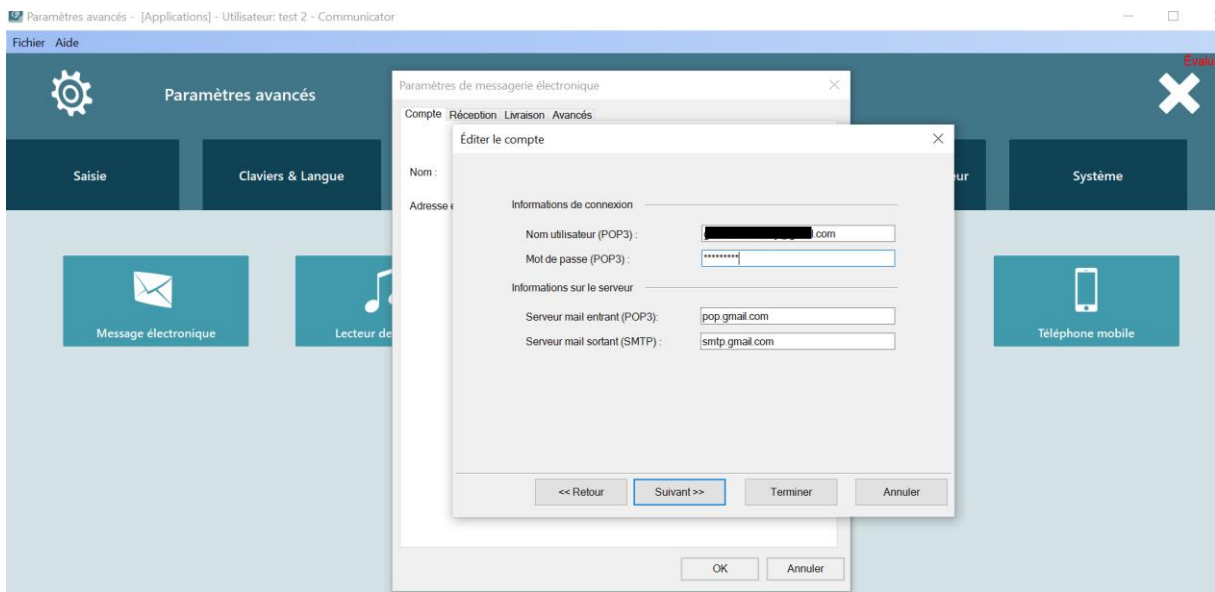 Paramètres avancés - [Applications] - Utilisateur: test 2 - Communicator
Fichier Aide
Paramètres avancés
Saisie
Claviers & Langue
Système
Message électronique
Lecteur de
Téléphone mobile
Paramètres de messagerie électronique
Compte Réception Livraison Avancés
Nom :
Adresse
Éditer le compte
Informations de connexion
Nom utilisateur (POP3) : .com
Mot de passe (POP3) : *********
Informations sur le serveur
Serveur mail entrant (POP3): pop.gmail.com
Serveur mail sortant (SMTP) : smtp.gmail.com
<< Retour Suivant >> Terminer Annuler
OK Annuler